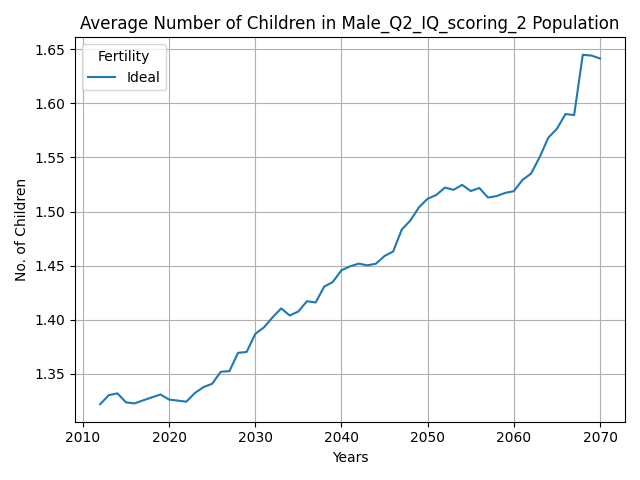 Average Number of Children in Male_Q2_IQ_scoring_2 Population
Fertility
Ideal
No. of Children
1.65
1.60
1.55
1.50
1.45
1.40
1.35
2010 2020 2030 2040 2050 2060 2070
Years